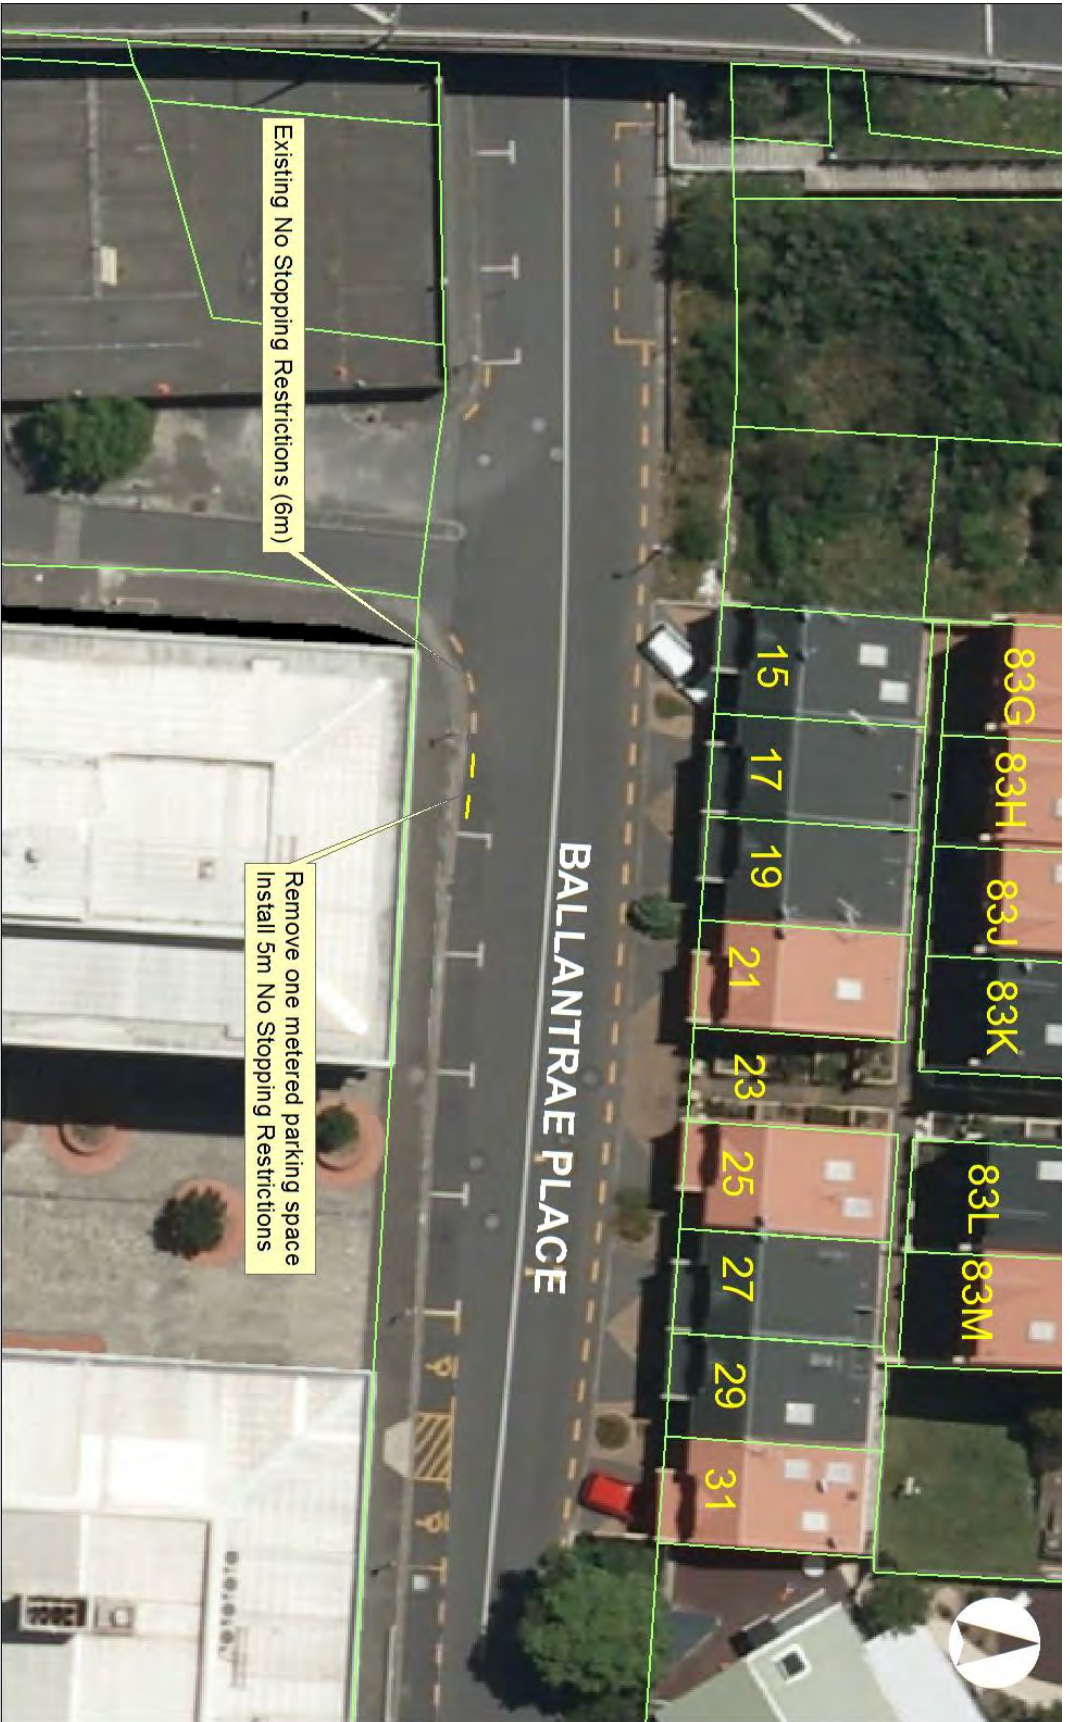 83G
83H
83J
83K
83L
83M
15
17
19
21
23
25
27
29
31
BALLANTRAE PLACE
Existing No Stopping Restrictions (6m)
Remove one metered parking space
Install 5m No Stoppping Restrictions